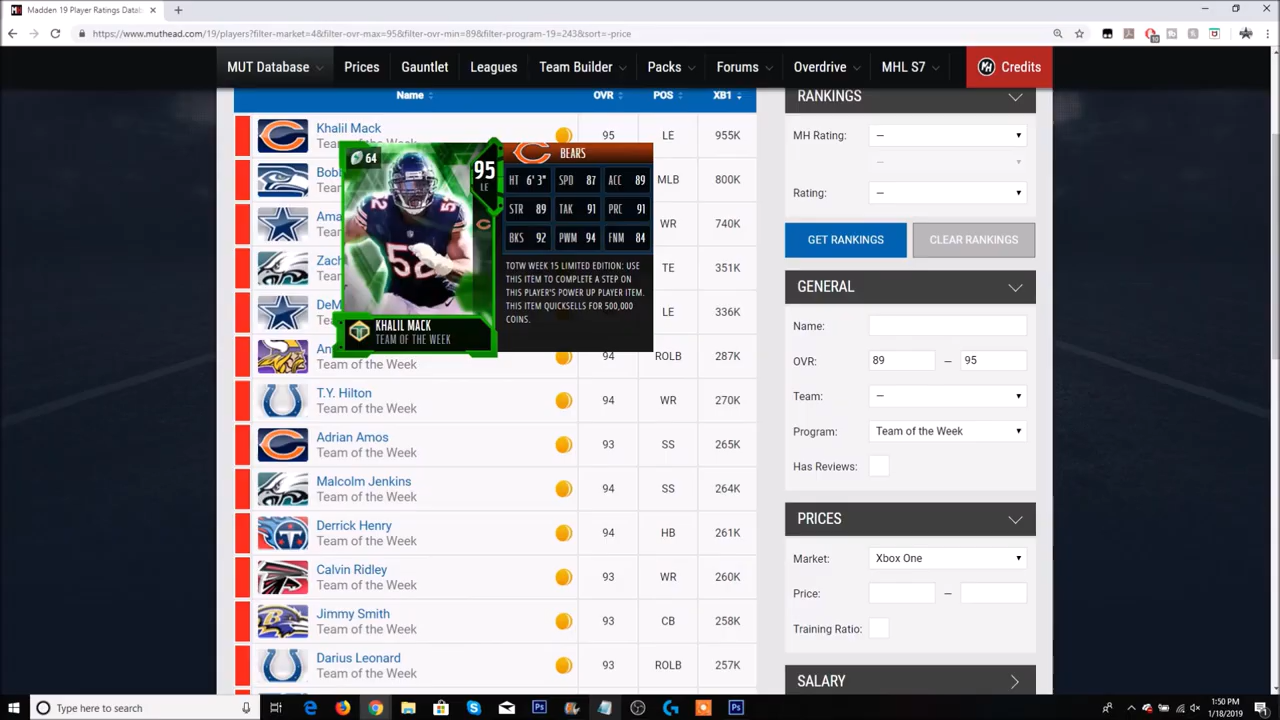 Madden 19 Player Ratings Datab
https://www.muthead.com/19/players?filter-market=4&filter-ovr-max=95&filter-ovr-min=89&filter-program-19=243&sort=-price
MUT Database
Prices
Gauntlet
Leagues
Team Builder
Packs
Forums
Overdrive
MHL S7
Credits
Name
OVR
POS
XB1
Khalil Mack
95
LE
955K
MLB
800K
WR
740K
TE
351K
LE
336K
Team of the Week
94
ROLB
287K
T.Y. Hilton
Team of the Week
94
WR
270K
Adrian Amos
Team of the Week
93
SS
265K
Malcolm Jenkins
Team of the Week
94
SS
264K
Derrick Henry
Team of the Week
94
HB
261K
Calvin Ridley
Team of the Week
93
WR
260K
Jimmy Smith
Team of the Week
93
CB
258K
Darius Leonard
Team of the Week
93
ROLB
257K
64
95
LE
52
KHALIL MACK
TEAM OF THE WEEK
BEARS
HT 6' 3"
SPD 87
ACC 89
STR 89
TAK 91
PRC 91
BKS 92
PWM 94
FNM 84
TOTW WEEK 15 LIMITED EDITION: USE
THIS ITEM TO COMPLETE A STEP ON
THIS PLAYER'S POWER UP PLAYER ITEM.
THIS ITEM QUICKSELLS FOR 500,000
COINS.
RANKINGS
MH Rating:
—
—
Rating:
—
GET RANKINGS
CLEAR RANKINGS
GENERAL
Name:
OVR:
89
—
95
Team:
—
Program:
Team of the Week
Has Reviews:
PRICES
Market:
Xbox One
Price:
—
Training Ratio:
SALARY
Type here to search
1:50 PM
1/18/2019